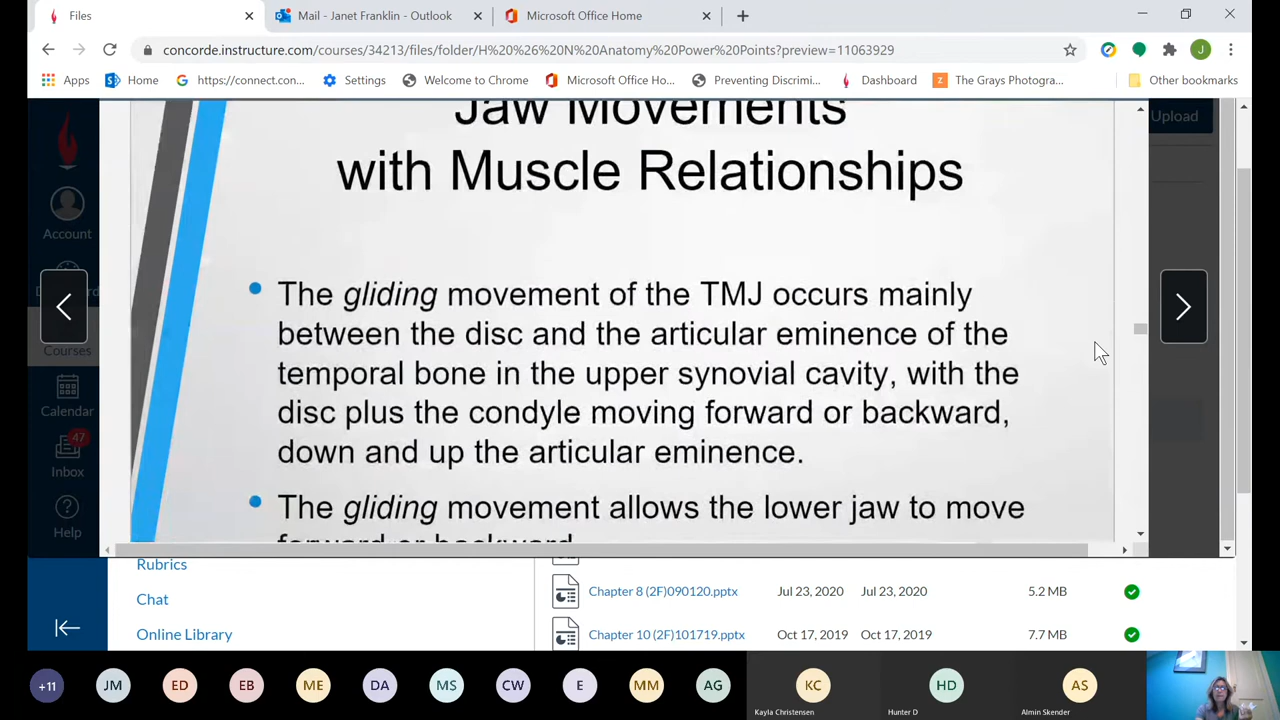 Files
Mail - Janet Franklin - Outlook
Microsoft Office Home
concorde.instructure.com/courses/34213/files/folder/H%20%26%20N%20Anatomy%20Power%20Points?preview=11063929
J
Apps
Home
https://connect.con...
Settings
Welcome to Chrome
Microsoft Office Ho...
Preventing Discrim...
Dashboard
The Grays Photogra...
Other bookmarks
Upload
Account
Courses
Calendar
47
Inbox
Help
Jaw Movements
with Muscle Relationships
The gliding movement of the TMJ occurs mainly
between the disc and the articular eminence of the
temporal bone in the upper synovial cavity, with the
disc plus the condyle moving forward or backward,
down and up the articular eminence.
The gliding movement allows the lower jaw to move
forward or backward
Rubrics
Chat
Online Library
Chapter 8 (2F)090120.pptx Jul 23, 2020 Jul 23, 2020 5.2 MB
Chapter 10 (2F)101719.pptx Oct 17, 2019 Oct 17, 2019 7.7 MB
+11 JM ED EB ME DA MS CW E MM AG KC HD AS
Kayla Christensen
Hunter D
Almin Skender